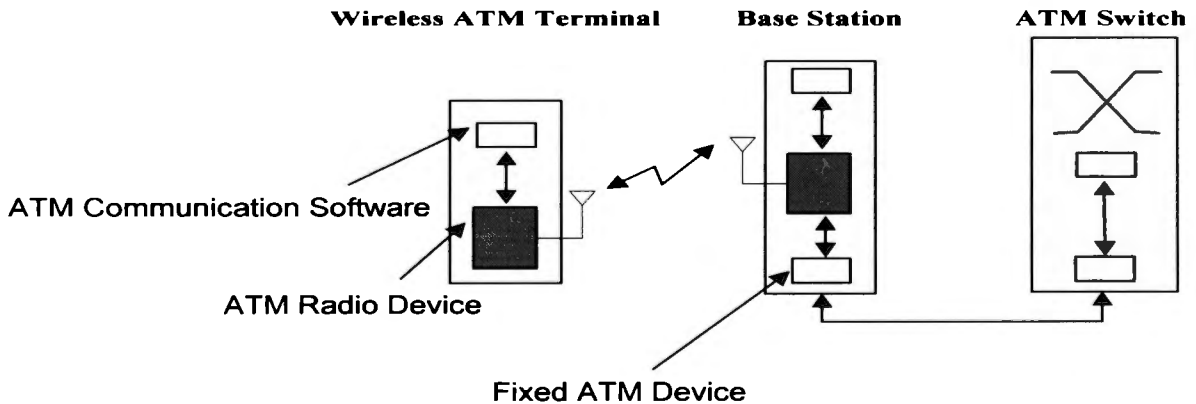 Wireless ATM Terminal
Base Station
ATM Switch
ATM Communication Software
ATM Radio Device
Fixed ATM Device